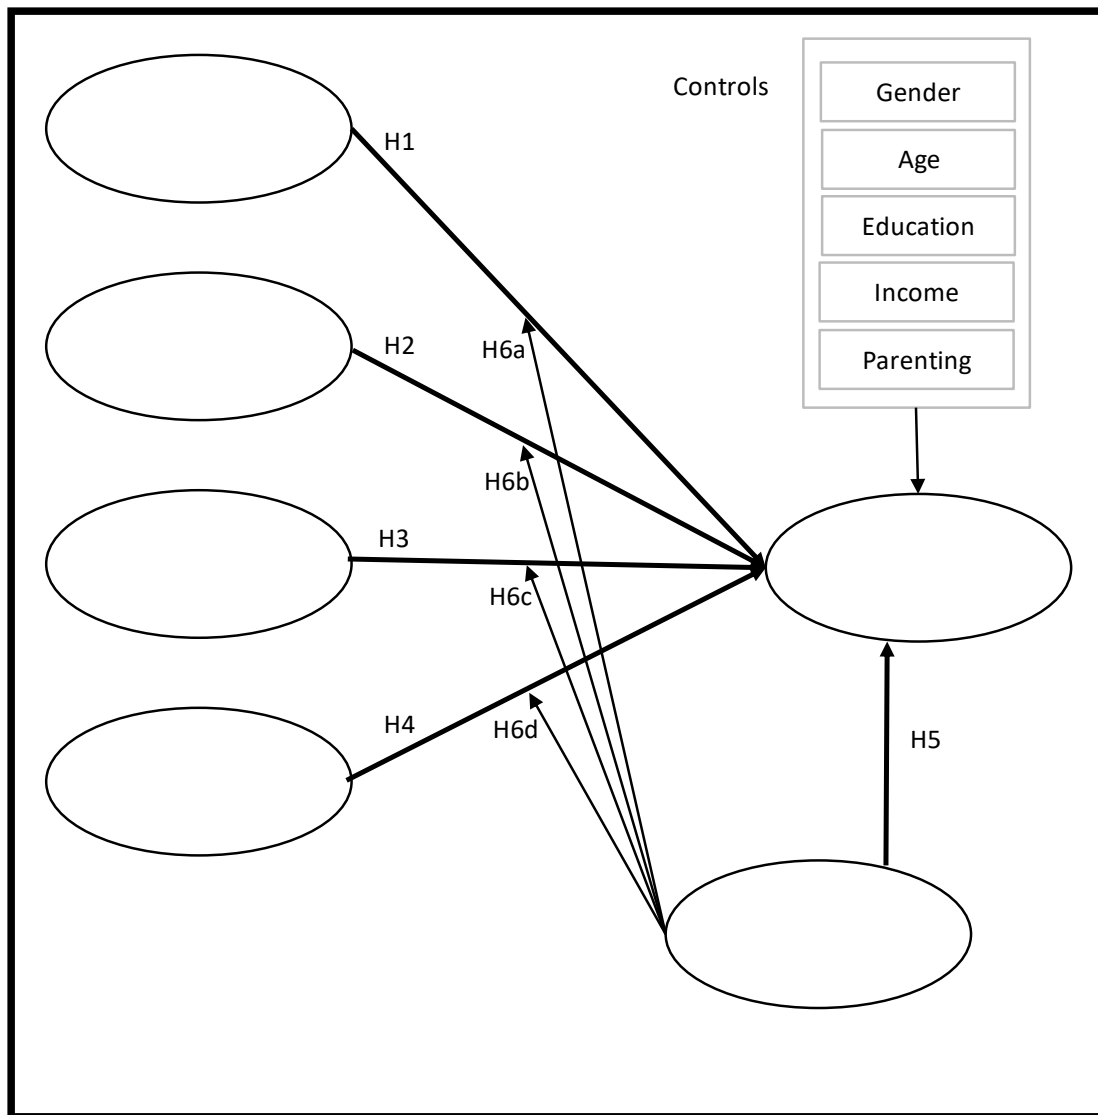 Controls
Gender
Age
Education
Income
Parenting
H1
H2
H6a
H6b
H3
H6c
H4
H6d
H5